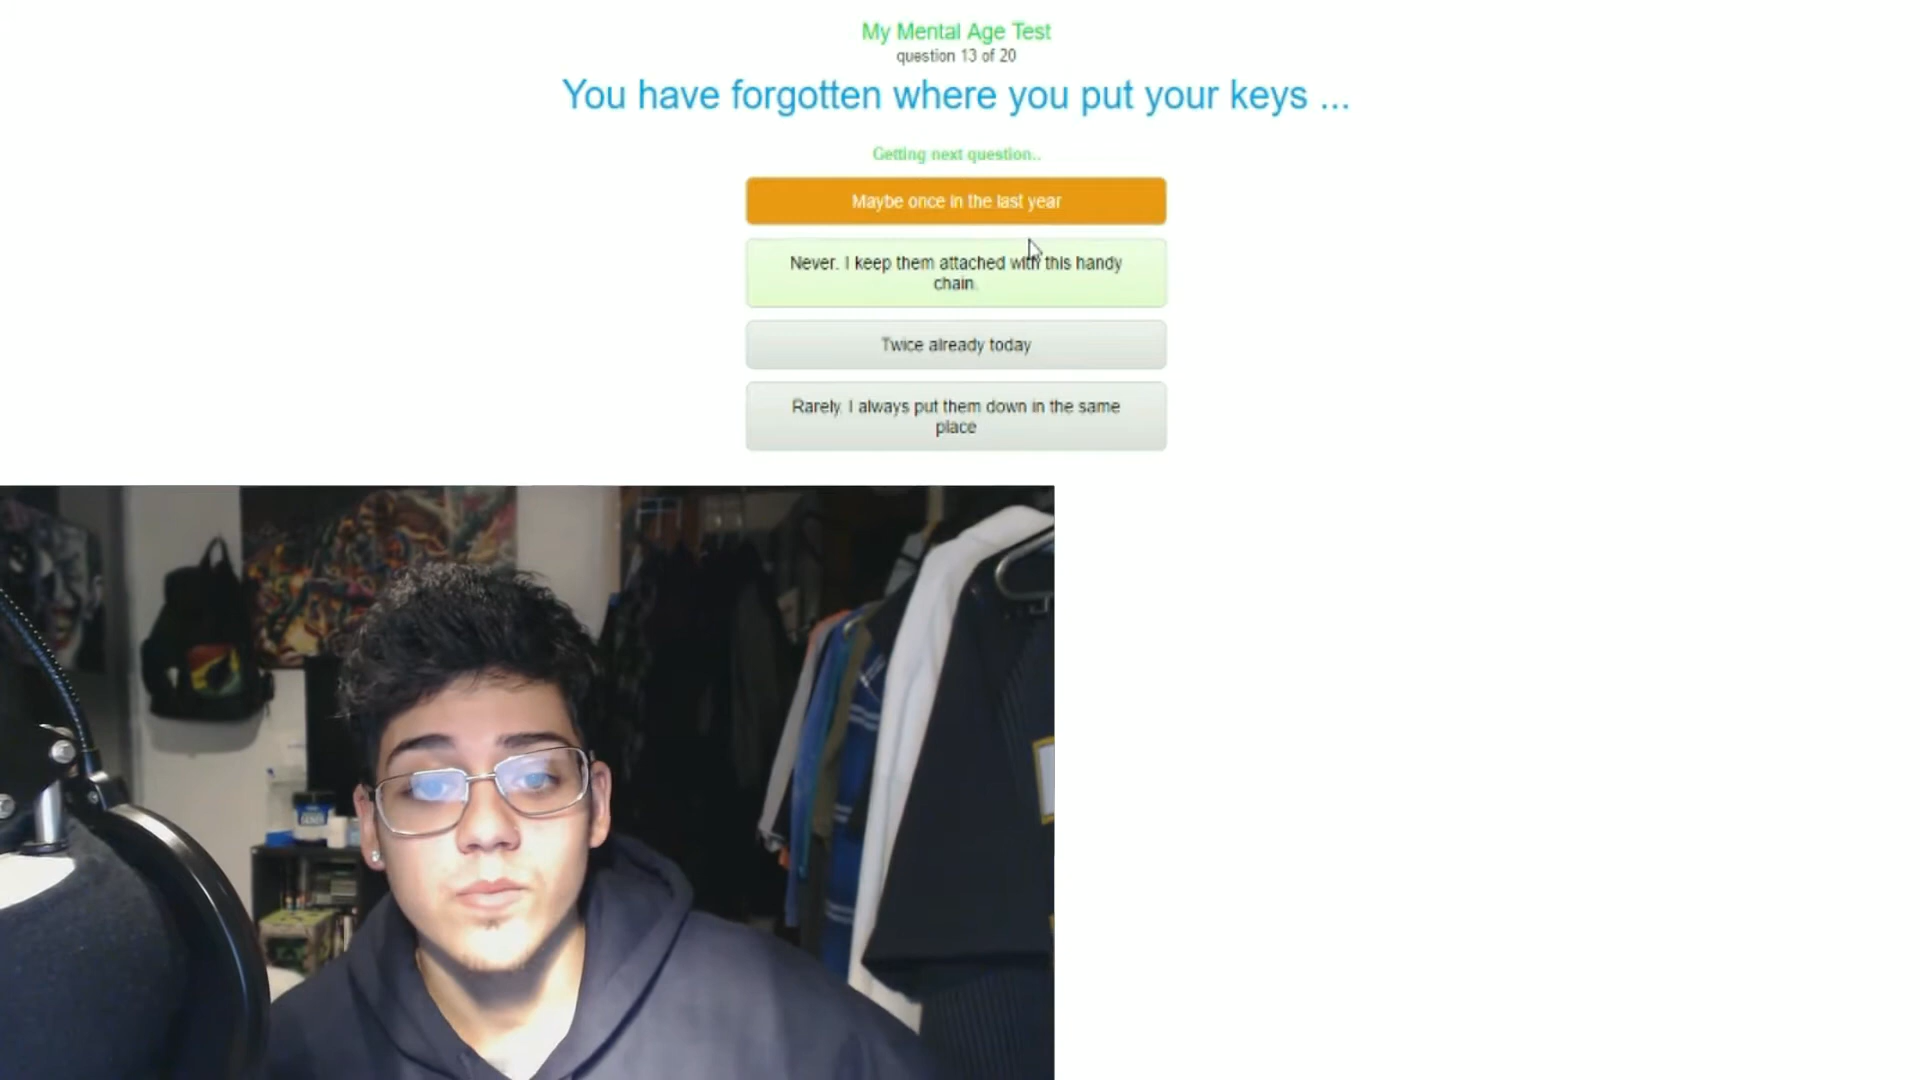 My Mental Age Test
question 13 of 20
You have forgotten where you put your keys ...
Getting next question..
Maybe once in the last year
Never. I keep them attached with this handy
chain.
Twice already today
Rarely. I always put them down in the same
place